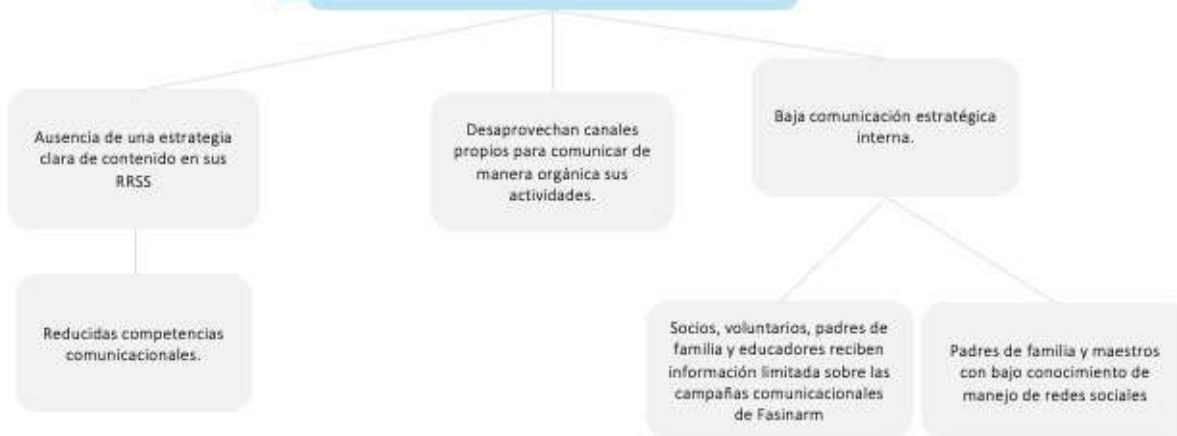 Ausencia de una estrategia
clara de contenido en sus
RRSS
Desaprovechan canales
propios para comunicar de
manera orgánica sus
actividades.
Baja comunicación estratégica
interna.
Reducidas competencias
comunicacionales.
Socios, voluntarios, padres de
familia y educadores reciben
información limitada sobre las
campañas comunicacionales
de Fasinarm
Padres de familia y maestros
con bajo conocimiento de
manejo de redes sociales